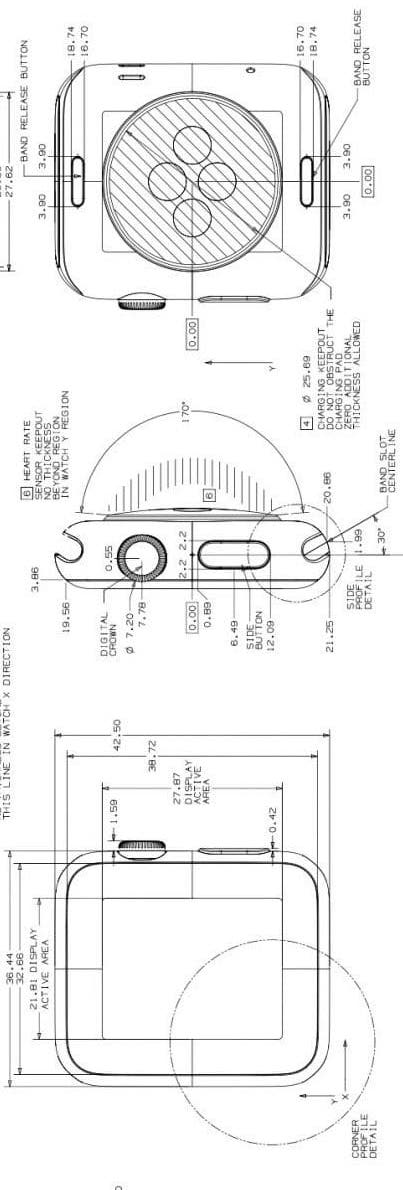 THIS LINE IN WATCH X DIRECTION
36.44
32.66
21.81 DISPLAY
ACTIVE AREA
42.50
38.72
27.87
DISPLAY
ACTIVE
AREA
1.59
0.42
Y
X
CORNER
PROFILE
DETAIL
6 HEART RATE
SENSOR KEEPOUT
NO THICKNESS
BEYOND REGION
IN WATCH Y REGION
170°
6
3.86
19.56
DIGITAL
CROWN
0.55
Ø 7.20
7.78
2.2
2.2
0.00
0.89
6.49
SIDE
BUTTON
12.09
21.25
20.86
BAND SLOT
CENTERLINE
1.99
30°
SIDE
PROFILE
DETAIL
27.62
BAND RELEASE BUTTON
18.74
16.70
3.90
3.90
16.70
18.74
BAND RELEASE
BUTTON
3.90
3.90
0.00
0.00
Y
4 Ø 25.69
CHARGING KEEPOUT
DO NOT OBSTRUCT THE
CHARGING PAD
ZERO ADDITIONAL
THICKNESS ALLOWED